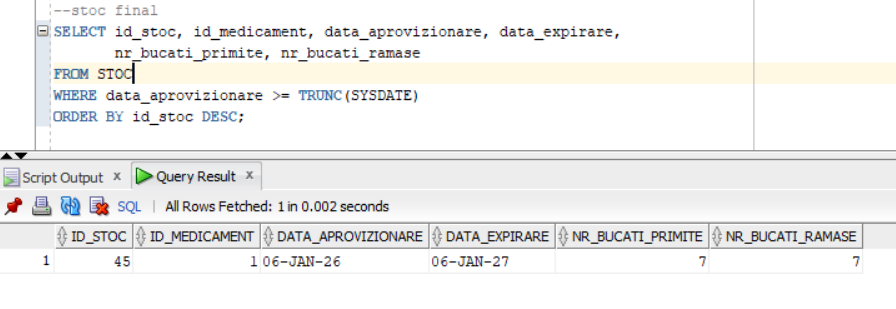 --stoc final
SELECT id_stoc, id_medicament, data_aprovizionare, data_expirare,
nr_bucati_primite, nr_bucati_ramase
FROM STOC
WHERE data_aprovizionare >= TRUNC(SYSDATE)
ORDER BY id_stoc DESC;
Script Output x Query Result x
SQL | All Rows Fetched: 1 in 0.002 seconds
ID_STOC ID_MEDICAMENT DATA_APROVIZIONARE DATA_EXPIRARE NR_BUCATI_PRIMITE NR_BUCATI_RAMASE
1 45 1 06-JAN-26 06-JAN-27 7 7